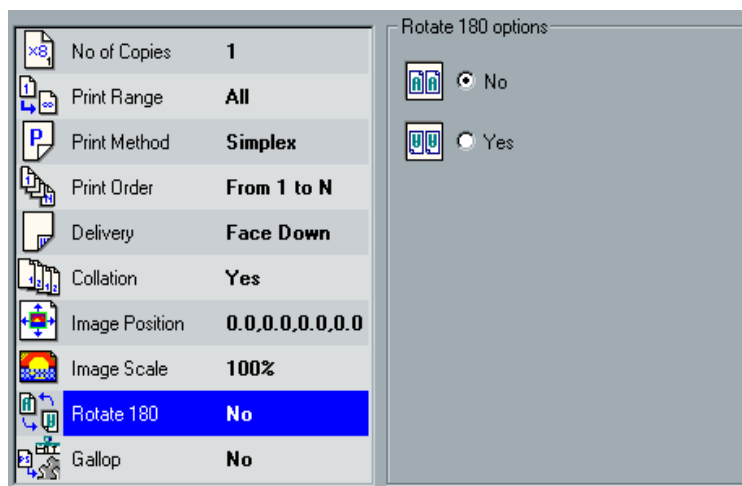 No of Copies 1
Print Range All
Print Method Simplex
Print Order From 1 to N
Delivery Face Down
Collation Yes
Image Position 0.0,0.0,0.0,0.0
Image Scale 100%
Rotate 180 No
Gallop No
Rotate 180 options
No
Yes